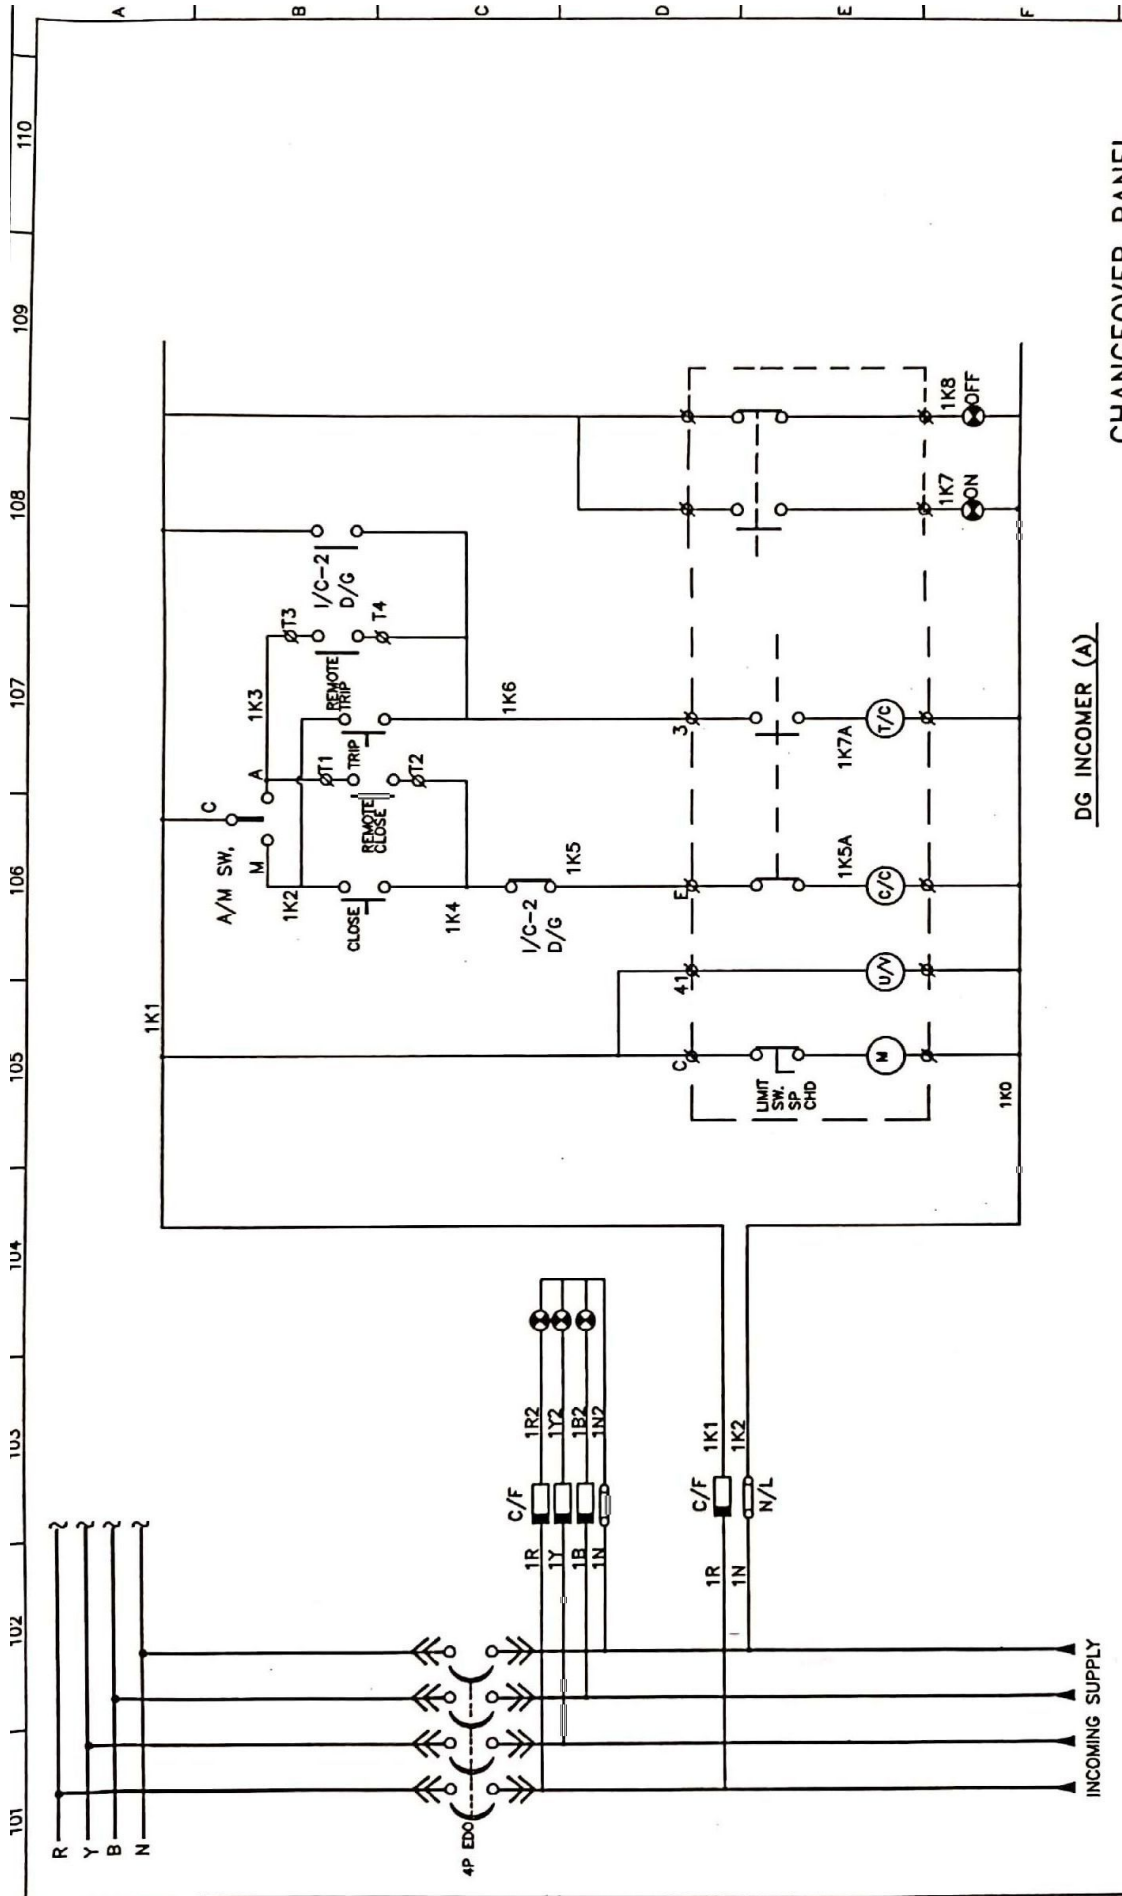 A
B
C
D
E
F
101
102
103
104
105
106
107
108
109
110
R
Y
B
N
4P EDO
INCOMING SUPPLY
C/F
1R
1Y
1B
1N
1R2
1Y2
1B2
1N2
C/F
1R
1N
N/L
1K1
1K2
1K1
1K0
C
LIMIT
SW.
SP
CHD
M
41
U/V
A/M SW.
C
M
A
1K2
1K3
CLOSE
REMOTE
CLOSE
T1
T2
TRIP
REMOTE
TRIP
T3
T4
I/C-2
D/G
1K4
I/C-2
D/G
1K5
1K6
E
1K5A
C/C
3
1K7A
T/C
1K7
ON
1K8
OFF
DG INCOMER (A)
CHANGEOVER PANEL